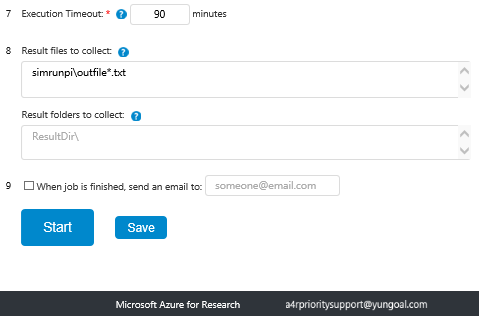 7 Execution Timeout: * ? 90 minutes
8 Result files to collect: ?
simrunpi\outfile*.txt
Result folders to collect: ?
ResultDir\
9 When job is finished, send an email to: someone@email.com
Start Save
Microsoft Azure for Research a4rprioritysupport@yungoal.com